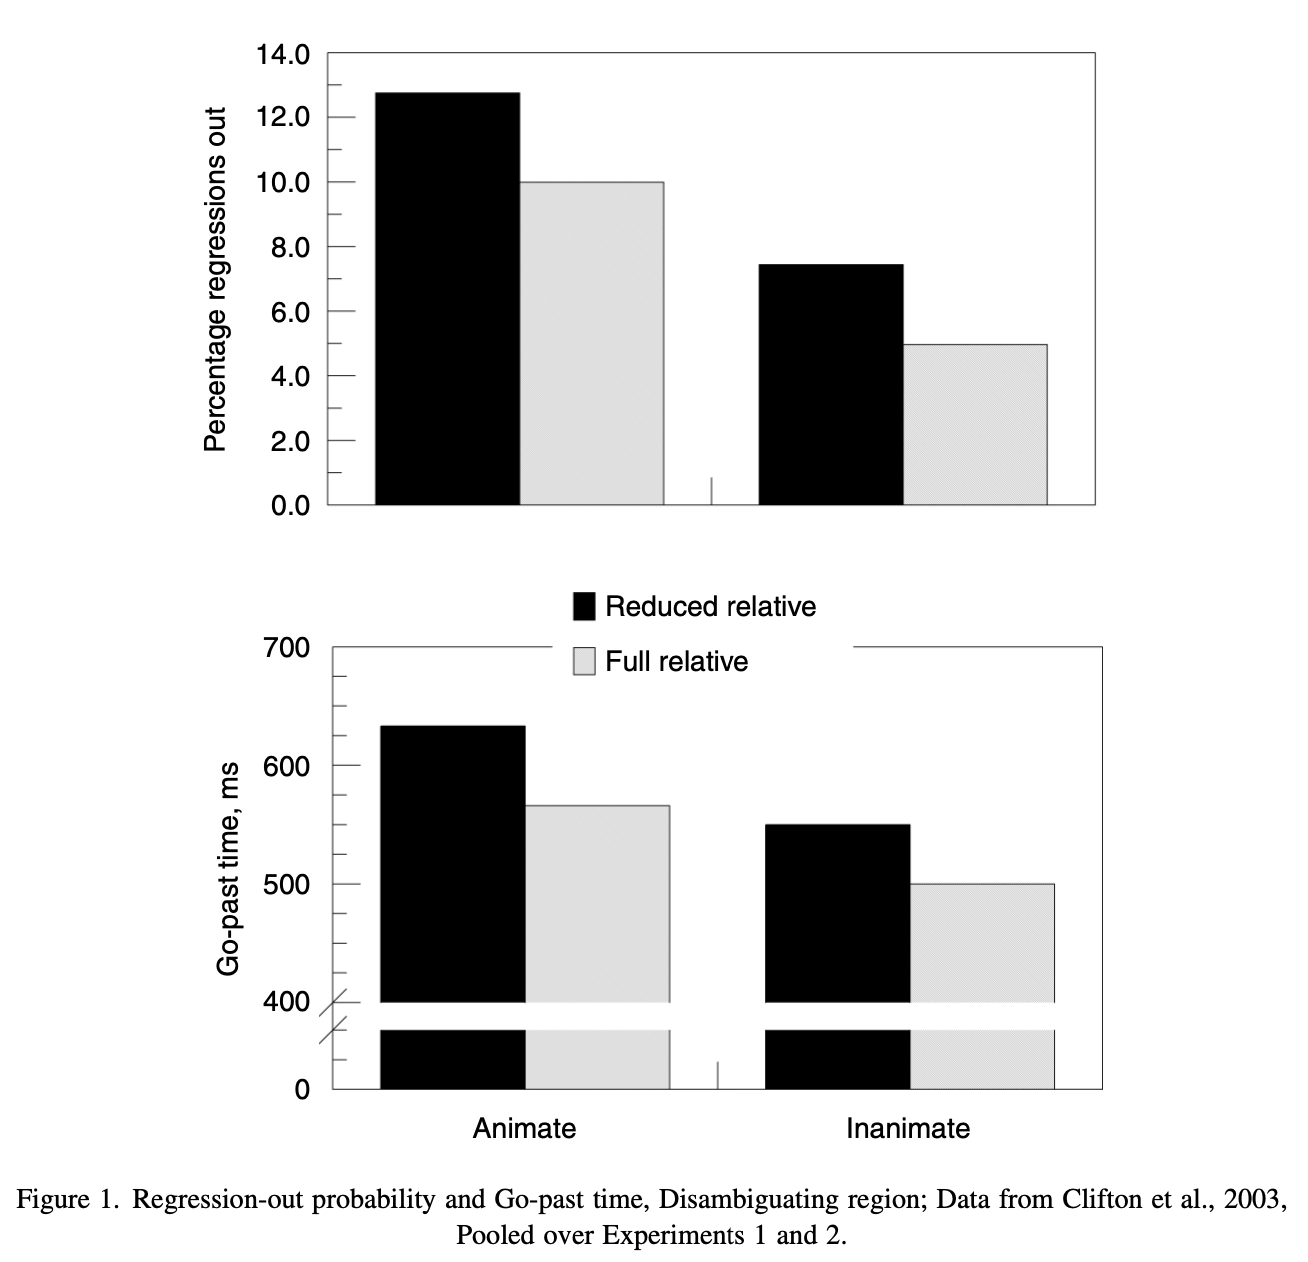 14.0
12.0
10.0
8.0
6.0
4.0
2.0
0.0
Percentage regressions out
Reduced relative
Full relative
700
600
500
400
0
Go-past time, ms
Animate Inanimate
Figure 1. Regression-out probability and Go-past time, Disambiguating region; Data from Clifton et al., 2003,
Pooled over Experiments 1 and 2.